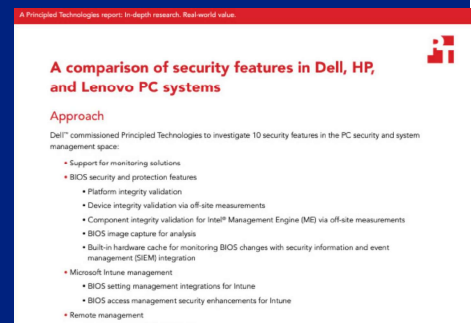 A Principled Technologies report: In-depth research. Real-world value.
A comparison of security features in Dell, HP,
and Lenovo PC systems
Approach
Dell™ commissioned Principled Technologies to investigate 10 security features in the PC security and system
management space:
• Support for monitoring solutions
• BIOS security and protection features
• Platform integrity validation
• Device integrity validation via off-site measurements
• Component integrity validation for Intel® Management Engine (ME) via off-site measurements
• BIOS image capture for analysis
• Built-in hardware cache for monitoring BIOS changes with security information and event
management (SIEM) integration
• Microsoft Intune management
• BIOS setting management integrations for Intune
• BIOS access management security enhancements for Intune
• Remote management